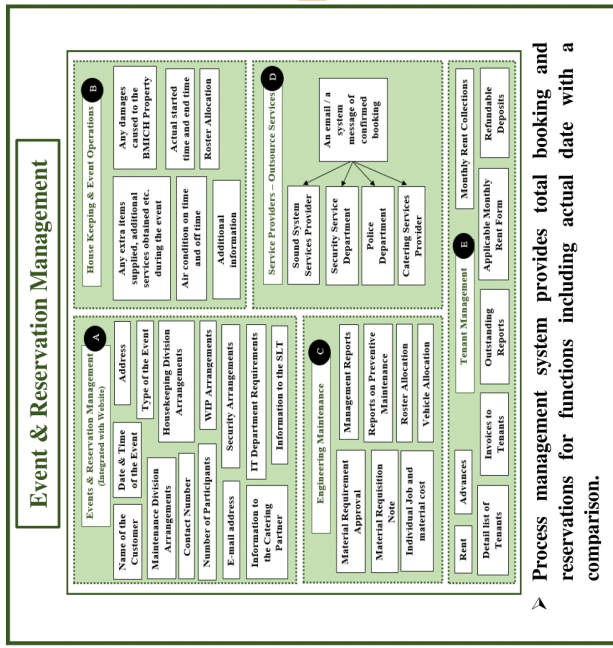 Event & Reservation Management
Events & Reservation Management
(Integrated with Website)
A
Name of the
Customer
Date & Time
of the Event
Address
Maintenance Division
Arrangements
Type of the Event
Contact Number
Housekeeping Division
Arrangements
Number of Participants
WIP Arrangements
E-mail address
Security Arrangements
Information to
the Catering
Partner
IT Department Requirements
Information to the SLT
House Keeping & Event Operations
B
Any extra items
supplied, additional
services obtained etc.
during the event
Any damages
caused to the
BMICH Property
Air condition on time
and off time
Actual started
time and end time
Additional
information
Roster Allocation
Engineering Maintenance
C
Material Requirement
Approval
Management Reports
Material Requisition
Note
Reports on Preventive
Maintenance
Individual Job and
material cost
Roster Allocation
Vehicle Allocation
Service Providers – Outsource Services
D
Sound System
Services Provider
Security Service
Department
Police
Department
Catering Services
Provider
An email / a
system
message of
confirmed
booking
Tenant Management
E
Rent
Advances
Monthly Rent Collections
Detail list of
Tenants
Invoices to
Tenants
Outstanding
Reports
Applicable Monthly
Rent Form
Refundable
Deposits
➢ Process management system provides total booking and
reservations for functions including actual date with a
comparison.